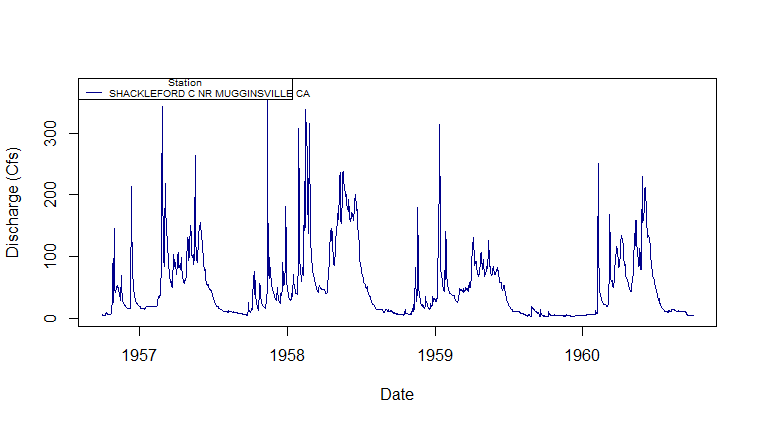 Station
SHACKLEFORD C NR MUGGINSVILLE CA
Discharge (Cfs)
300
200
100
0
1957 1958 1959 1960
Date